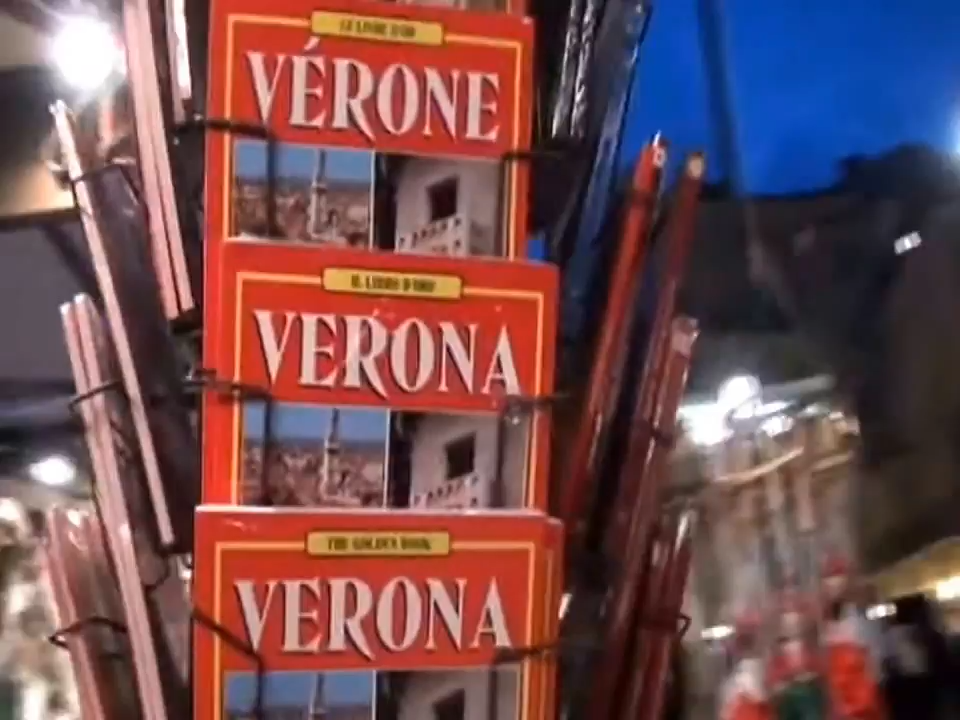 LE LIVRE D'OR
VÉRONE
IL LIBRO D'ORO
VERONA
THE GOLDEN BOOK
VERONA